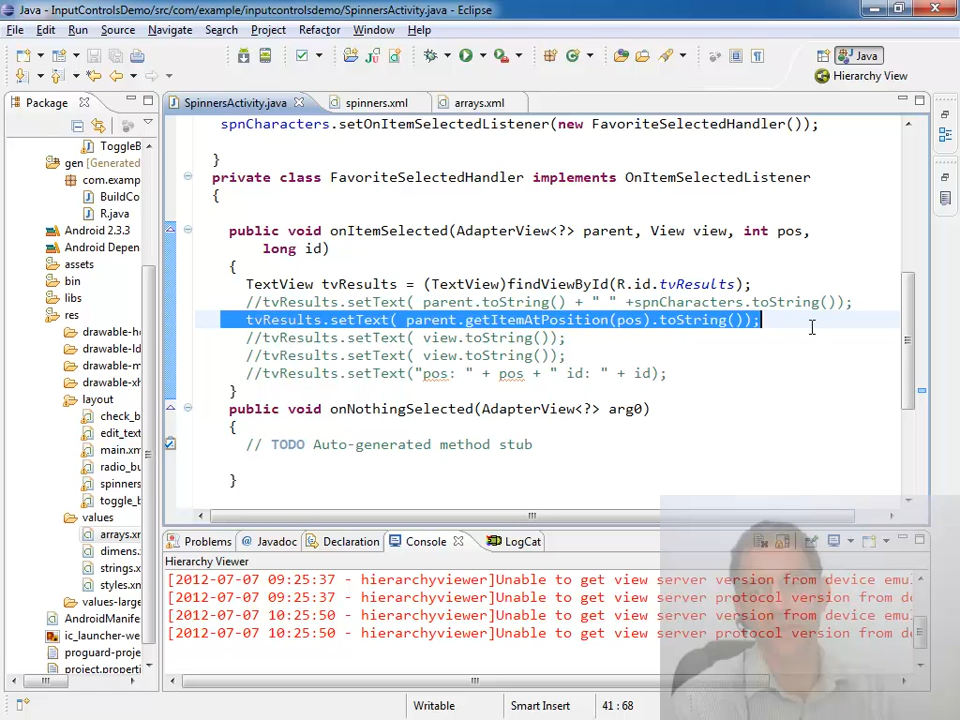 Java - InputControlsDemo/src/com/example/inputcontrolsdemo/SpinnersActivity.java - Eclipse
File Edit Run Source Navigate Search Project Refactor Window Help
Java
Hierarchy View
Package
ToggleB
gen [Generated
com.examp
BuildCo
R.java
Android 2.3.3
Android Depen
assets
bin
libs
res
drawable-h
drawable-ld
drawable-m
drawable-xh
layout
check_b
edit_text
main.xm
radio_bu
spinners
toggle_b
values
arrays.xr
dimens.x
strings.x
styles.xm
values-large
AndroidManife
ic_launcher-we
proguard-proje
project.properti
SpinnersActivity.java spinners.xml arrays.xml
spnCharacters.setOnItemSelectedListener(new FavoriteSelectedHandler());
}
private class FavoriteSelectedHandler implements OnItemSelectedListener
{
public void onItemSelected(AdapterView<?> parent, View view, int pos,
long id)
{
TextView tvResults = (TextView)findViewById(R.id.tvResults);
//tvResults.setText( parent.toString() + " " +spnCharacters.toString());
tvResults.setText( parent.getItemAtPosition(pos).toString());
//tvResults.setText( view.toString());
//tvResults.setText( view.toString());
//tvResults.setText("pos: " + pos + " id: " + id);
}
public void onNothingSelected(AdapterView<?> arg0)
{
// TODO Auto-generated method stub
}
Problems @ Javadoc Declaration Console LogCat
Hierarchy Viewer
[2012-07-07 09:25:37 - hierarchyviewer]Unable to get view server version from device emu
[2012-07-07 09:25:37 - hierarchyviewer]Unable to get view server protocol version from de
[2012-07-07 10:25:50 - hierarchyviewer]Unable to get view server version from device emu
[2012-07-07 10:25:50 - hierarchyviewer]Unable to get view server protocol version from de
Writable Smart Insert 41 : 68